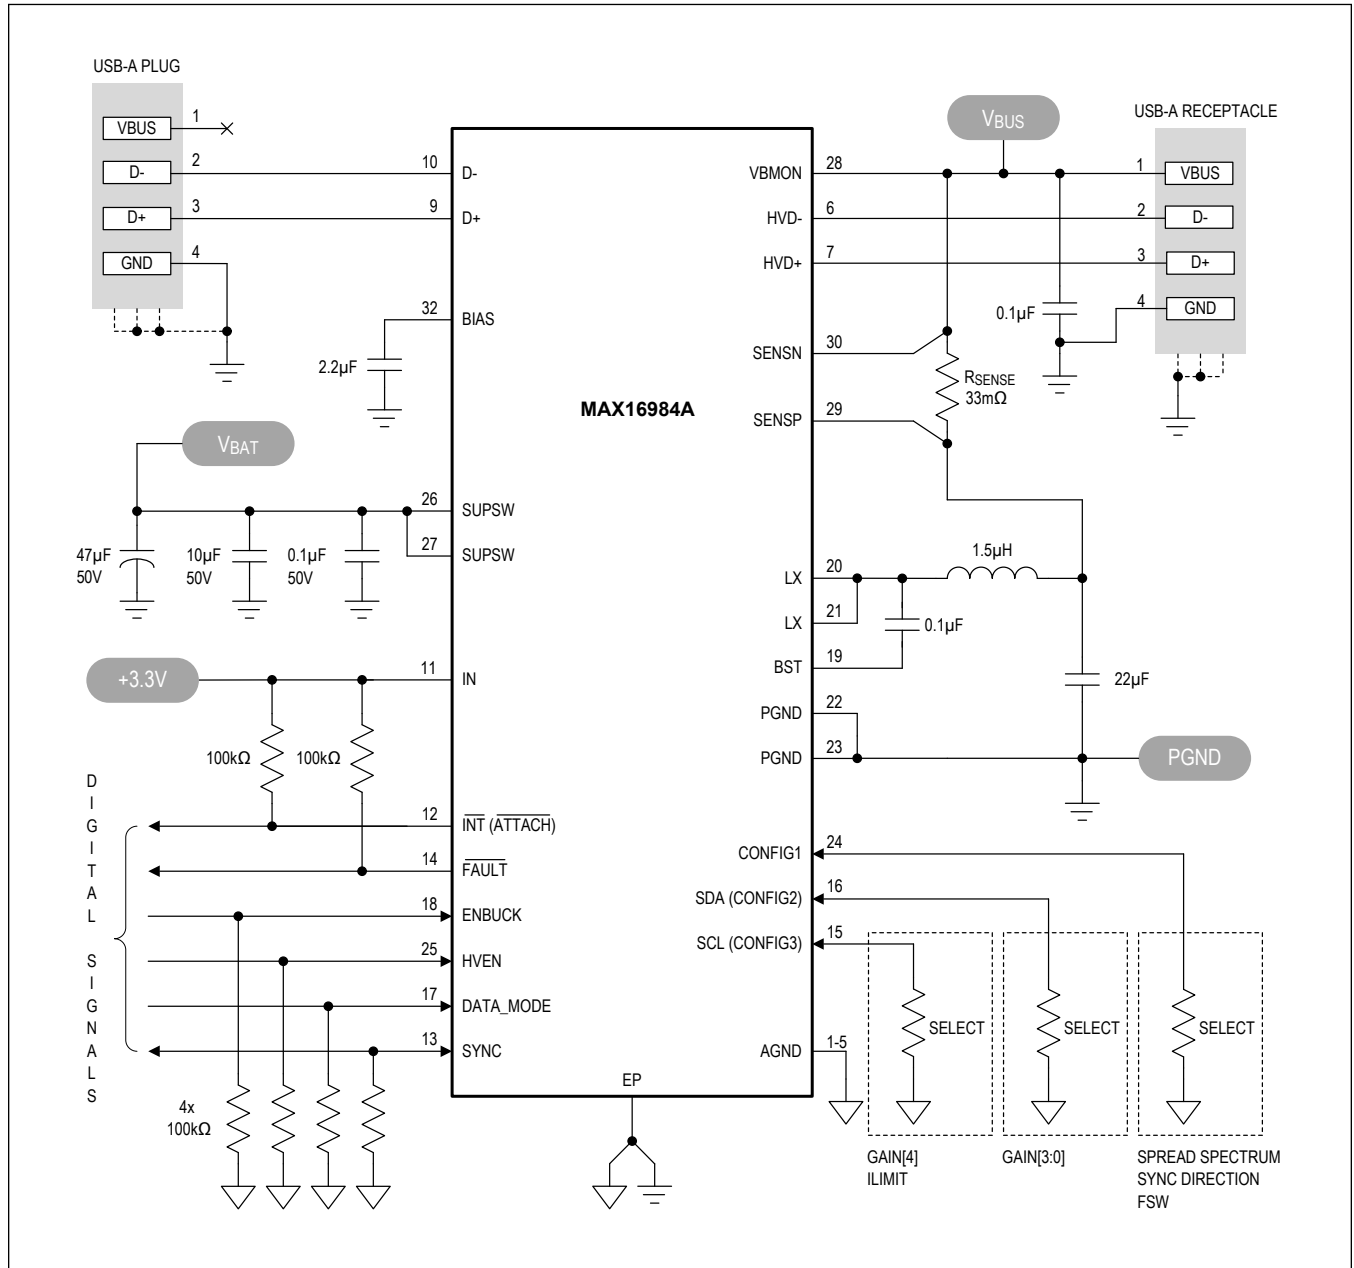 USB-A PLUG
VBUS
1
D-
2
D+
3
GND
4
10
D-
9
D+
32
BIAS
2.2µF
VBAT
26
SUPSW
27
SUPSW
47µF
50V
10µF
50V
0.1µF
50V
+3.3V
11
IN
100kΩ
100kΩ
DIGITAL SIGNALS
12
INT (ATTACH)
14
FAULT
18
ENBUCK
25
HVEN
17
DATA_MODE
13
SYNC
4x
100kΩ
MAX16984A
EP
VBUS
USB-A RECEPTACLE
VBMON
28
1
VBUS
HVD-
6
2
D-
HVD+
7
3
D+
4
GND
0.1µF
SENSN
30
RSENSE
33mΩ
SENSP
29
1.5µH
LX
20
LX
21
0.1µF
BST
19
22µF
PGND
22
PGND
23
PGND
CONFIG1
24
SDA (CONFIG2)
16
SCL (CONFIG3)
15
SELECT
SELECT
SELECT
AGND
1-5
GAIN[4]
ILIMIT
GAIN[3:0]
SPREAD SPECTRUM
SYNC DIRECTION
FSW